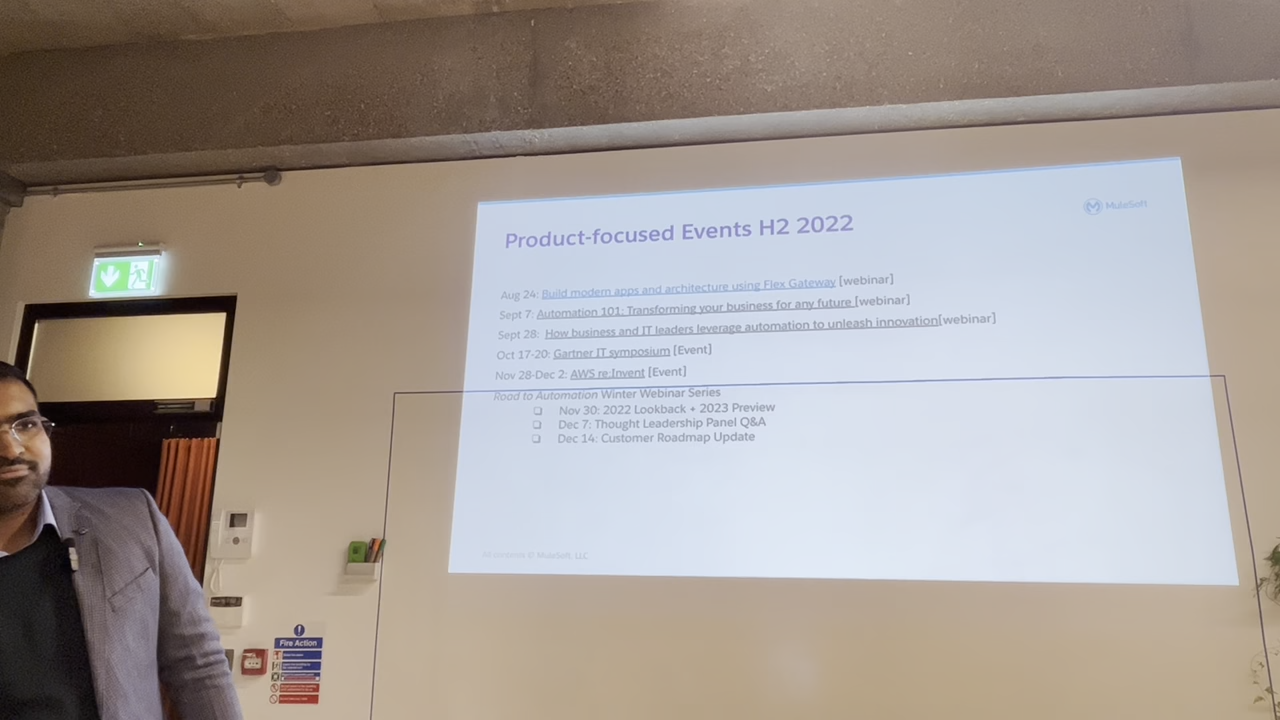 Product-focused Events H2 2022
MuleSoft
Aug 24: Build modern apps and architecture using Flex Gateway [webinar]
Sept 7: Automation 101: Transforming your business for any future [webinar]
Sept 28: How business and IT leaders leverage automation to unleash innovation[webinar]
Oct 17-20: Gartner IT symposium [Event]
Nov 28-Dec 2: AWS re:Invent [Event]
Road to Automation Winter Webinar Series
Nov 30: 2022 Lookback + 2023 Preview
Dec 7: Thought Leadership Panel Q&A
Dec 14: Customer Roadmap Update
© MuleSoft, LLC
Fire Action